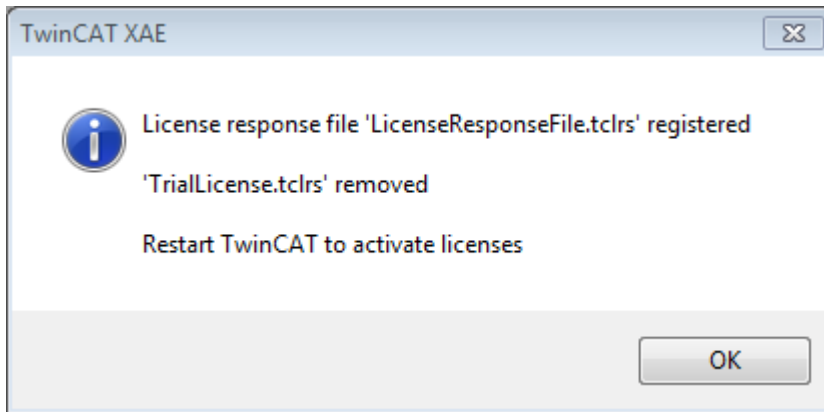 TwinCAT XAE
License response file 'LicenseResponseFile.tclrs' registered
'TrialLicense.tclrs' removed
Restart TwinCAT to activate licenses
OK